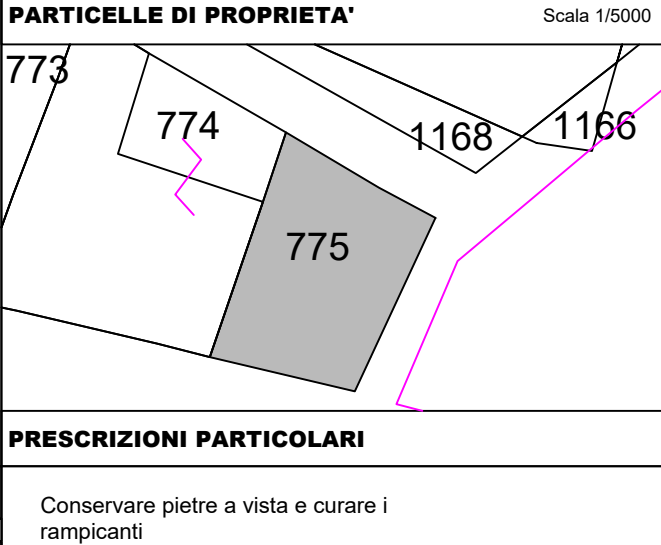 PARTICELLE DI PROPRIETA' Scala 1/5000
773
774
1168
1166
775
PRESCRIZIONI PARTICOLARI
Conservare pietre a vista e curare i
rampicanti